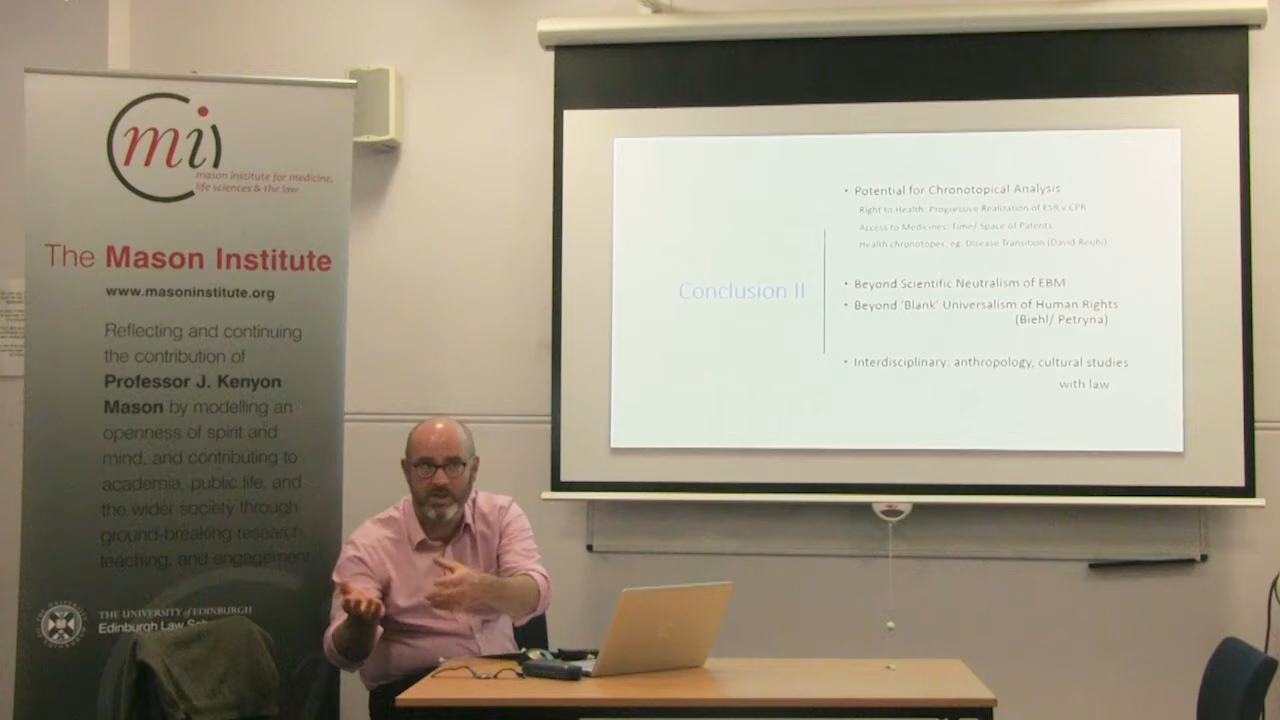 mi
mason institute for medicine,
life sciences & the law
The Mason Institute
www.masoninstitute.org
Reflecting and continuing
the contribution of
Professor J. Kenyon
Mason by modelling an
openness of spirit and
mind, and contributing to
academia, public life, and
the wider society through
ground-breaking research,
teaching, and engagement
THE UNIVERSITY of EDINBURGH
Edinburgh Law
Conclusion II
• Potential for Chronotopical Analysis
Right to Health: Progressive Realization of ESR v CPR
Access to Medicines: Time/ Space of Patents
Health chronotopes, eg. Disease Transition (David Reubi)
• Beyond Scientific Neutralism of EBM
• Beyond ‘Blank’ Universalism of Human Rights
(Biehl/ Petryna)
• Interdisciplinary: anthropology, cultural studies
with law